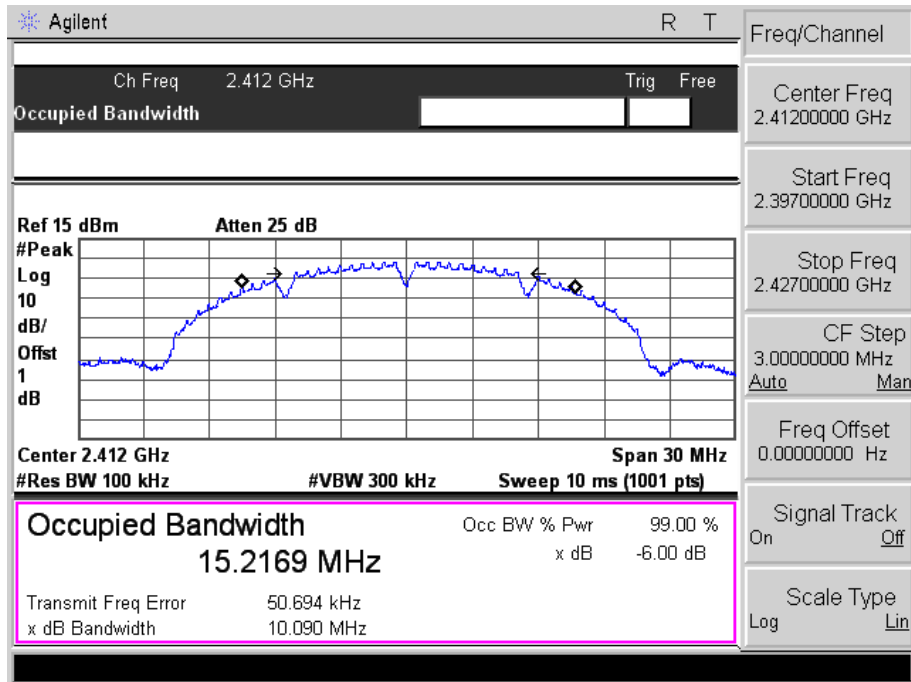 Agilent
R T
Ch Freq 2.412 GHz Trig Free
Occupied Bandwidth
Ref 15 dBm Atten 25 dB
#Peak
Log
10
dB/
Offst
1
dB
Center 2.412 GHz Span 30 MHz
#Res BW 100 kHz #VBW 300 kHz Sweep 10 ms (1001 pts)
Occupied Bandwidth
15.2169 MHz
Occ BW % Pwr 99.00 %
x dB -6.00 dB
Transmit Freq Error 50.694 kHz
x dB Bandwidth 10.090 MHz
Freq/Channel
Center Freq
2.41200000 GHz
Start Freq
2.39700000 GHz
Stop Freq
2.42700000 GHz
CF Step
3.00000000 MHz
Auto Man
Freq Offset
0.00000000 Hz
Signal Track
On Off
Scale Type
Log Lin